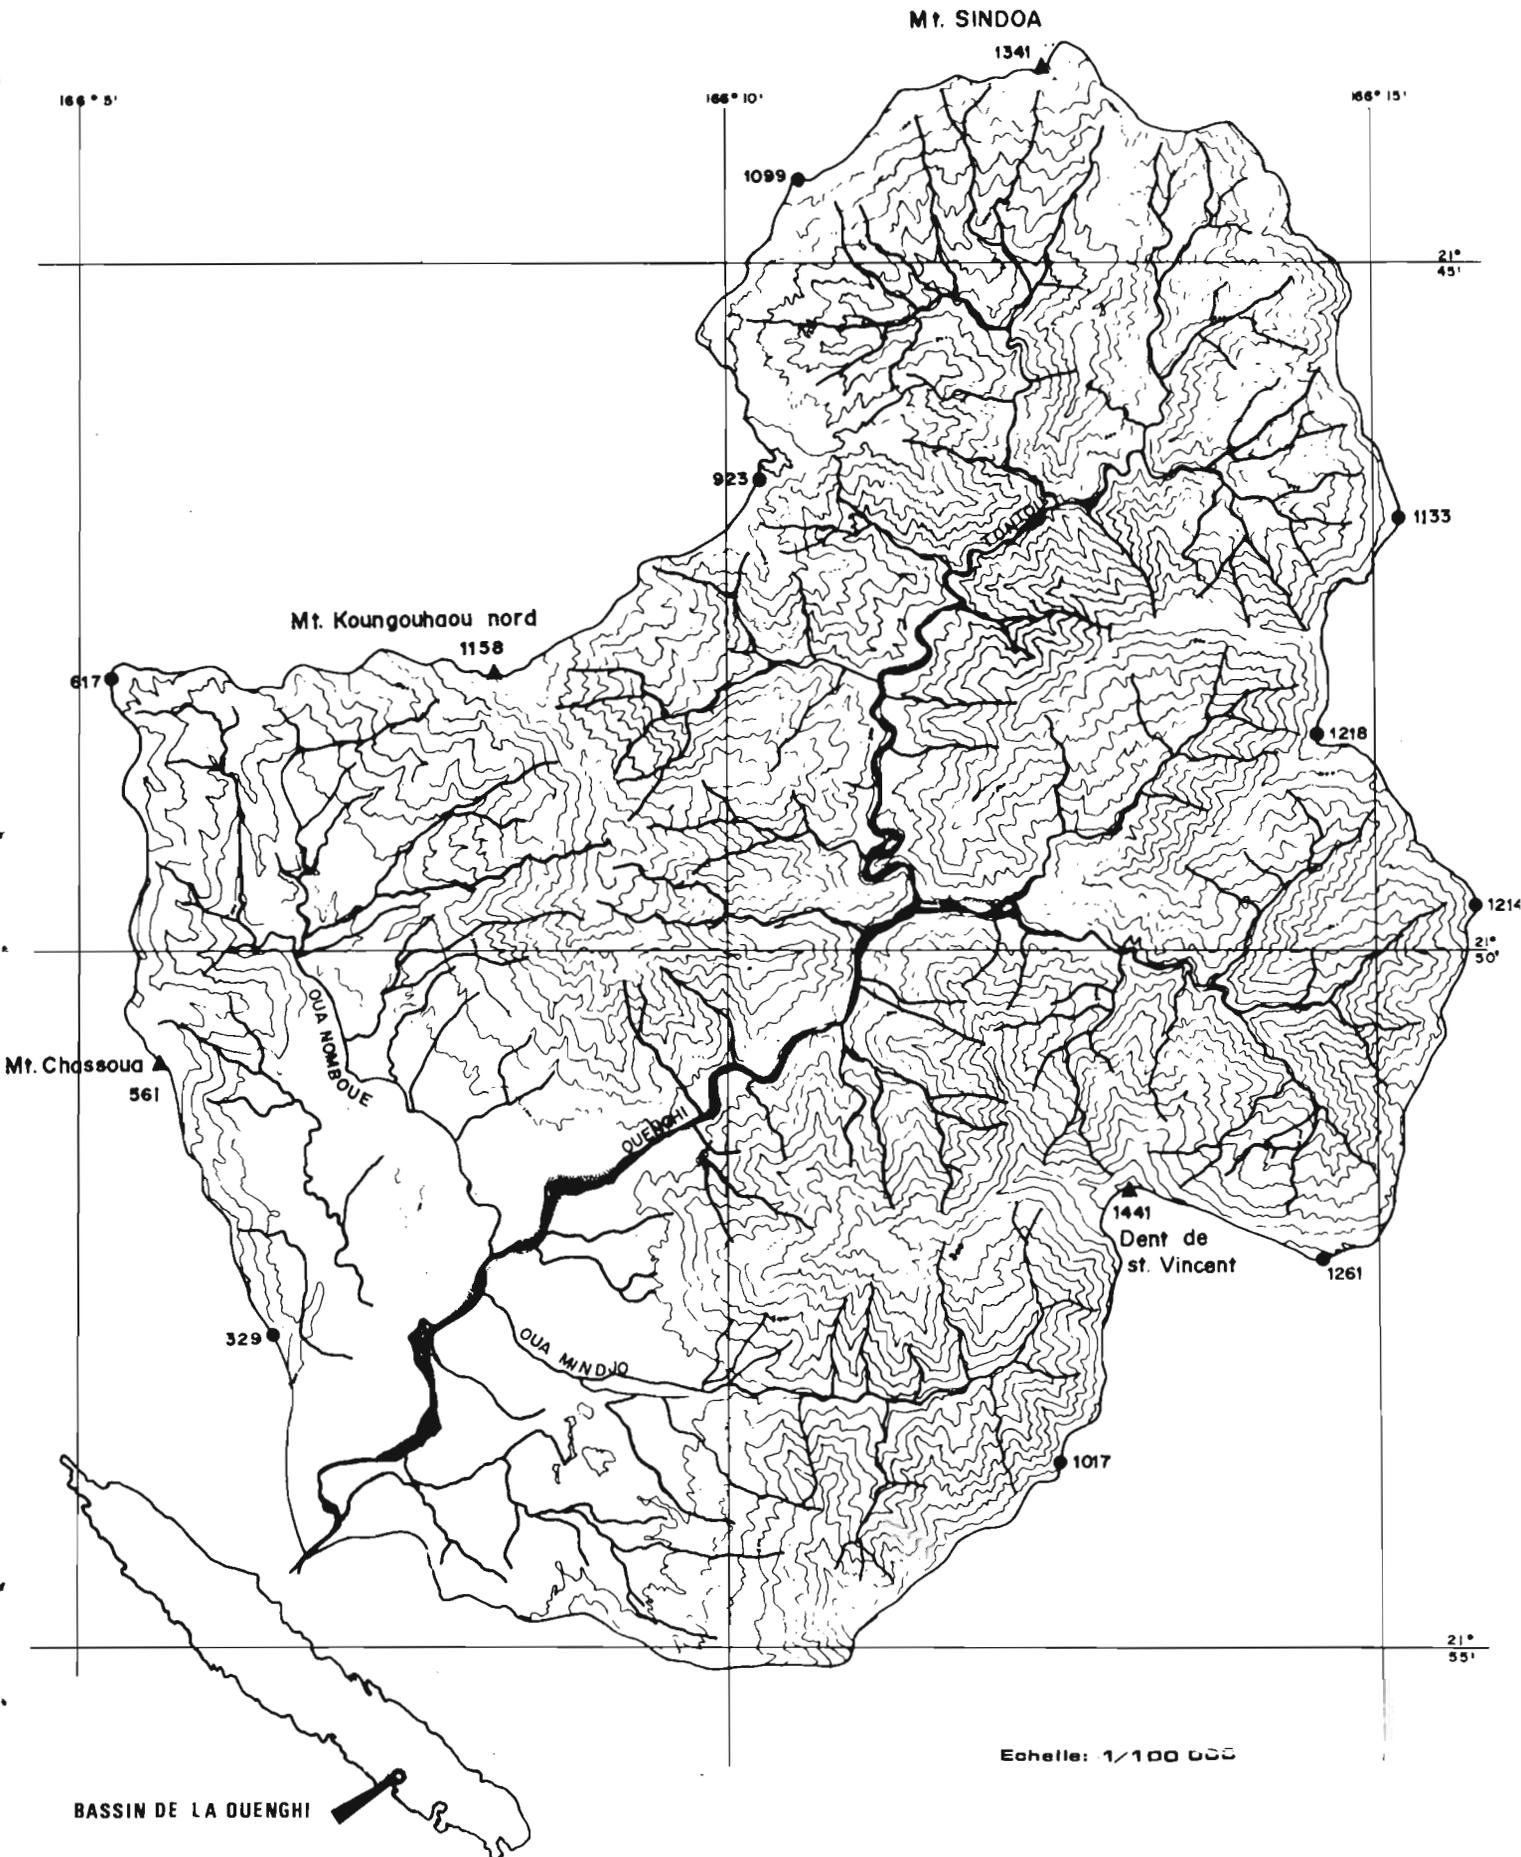 Mt. SINDOA
1341
166° 5'
166° 10'
166° 15'
1099
21°
45'
923
1133
Mt. Koungouhaou nord
1158
617
1218
1214
21°
50'
OUA NOMBOUE
Mt. Chassoua
561
OUENGHI
1441
Dent de
st. Vincent
1261
329
OUA MINDJO
1017
21°
55'
Echelle: 1/100 000
BASSIN DE LA OUENGHI